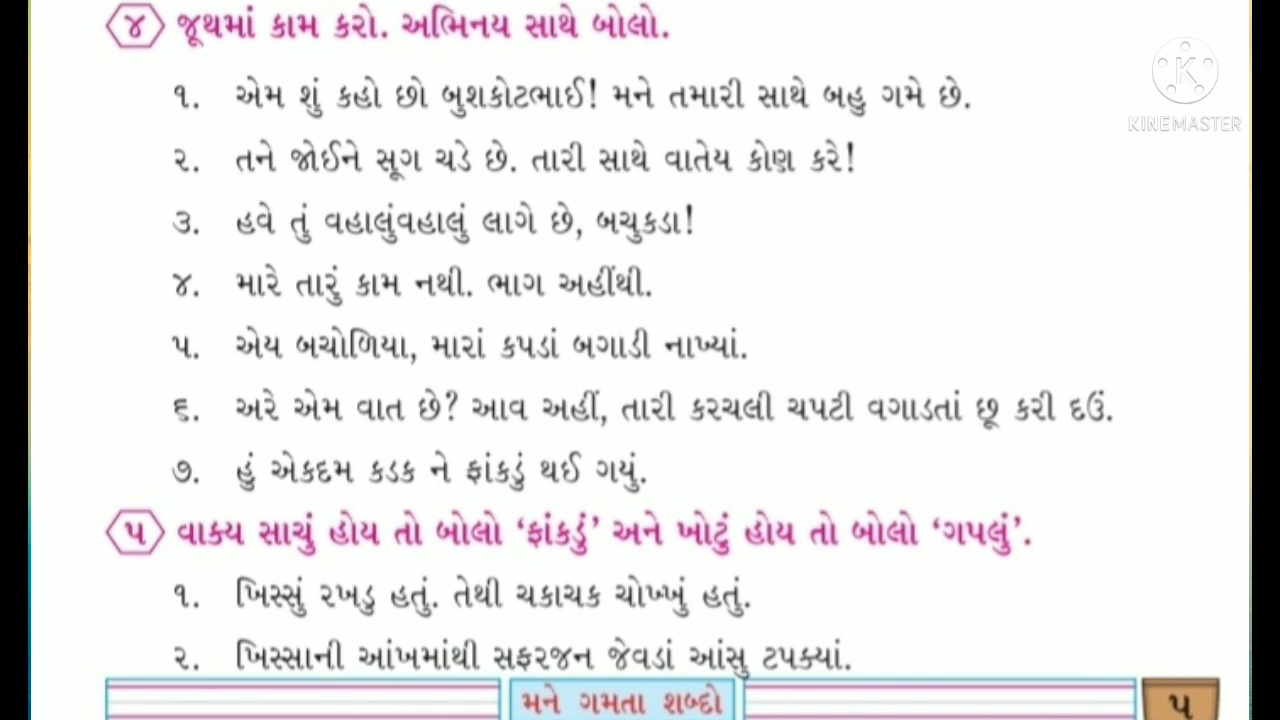 ૪ જૂથમાં કામ કરો. અભિનય સાથે બોલો.
KINEMASTER
૧. એમ શું કહો છો બુશકોટભાઈ! મને તમારી સાથે બહુ ગમે છે.
૨. તને જોઈને સૂગ ચડે છે. તારી સાથે વાતેય કોણ કરે!
૩. હવે તું વહાલુંવહાલું લાગે છે, બચુકડા!
૪. મારે તારું કામ નથી. ભાગ અહીંથી.
૫. એય બચોળિયા, મારાં કપડાં બગાડી નાખ્યાં.
૬. અરે એમ વાત છે? આવ અહીં, તારી કરચલી ચપટી વગાડતાં છૂ કરી દઉં.
૭. હું એકદમ કડક ને ફાંકડું થઈ ગયું.
૫ વાક્ય સાચું હોય તો બોલો ‘ફાંકડું’ અને ખોટું હોય તો બોલો ‘ગપલું’.
૧. ખિસ્સું રખડુ હતું. તેથી ચકાચક ચોખ્ખું હતું.
૨. ખિસ્સાની આંખમાંથી સફરજન જેવડાં આંસુ ટપક્યાં.
મને ગમતા શબ્દો
૫